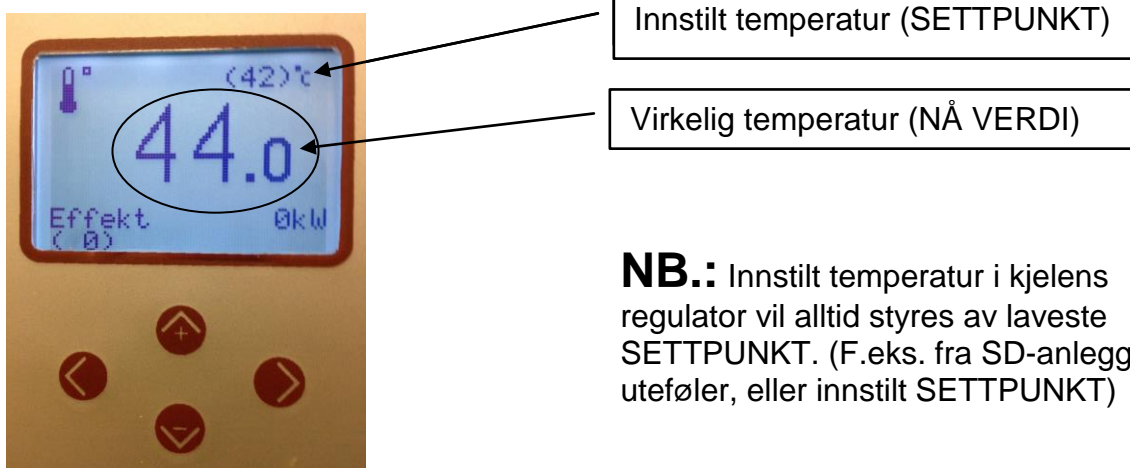 Innstilt temperatur (SETTPUNKT)
(42)°c
Virkelig temperatur (NÅ VERDI)
44.0
Effekt 0kW
( 0)
NB.: Innstilt temperatur i kjelens
regulator vil alltid styres av laveste
SETTPUNKT. (F.eks. fra SD-anlegg
uteføler, eller innstilt SETTPUNKT)
+
-